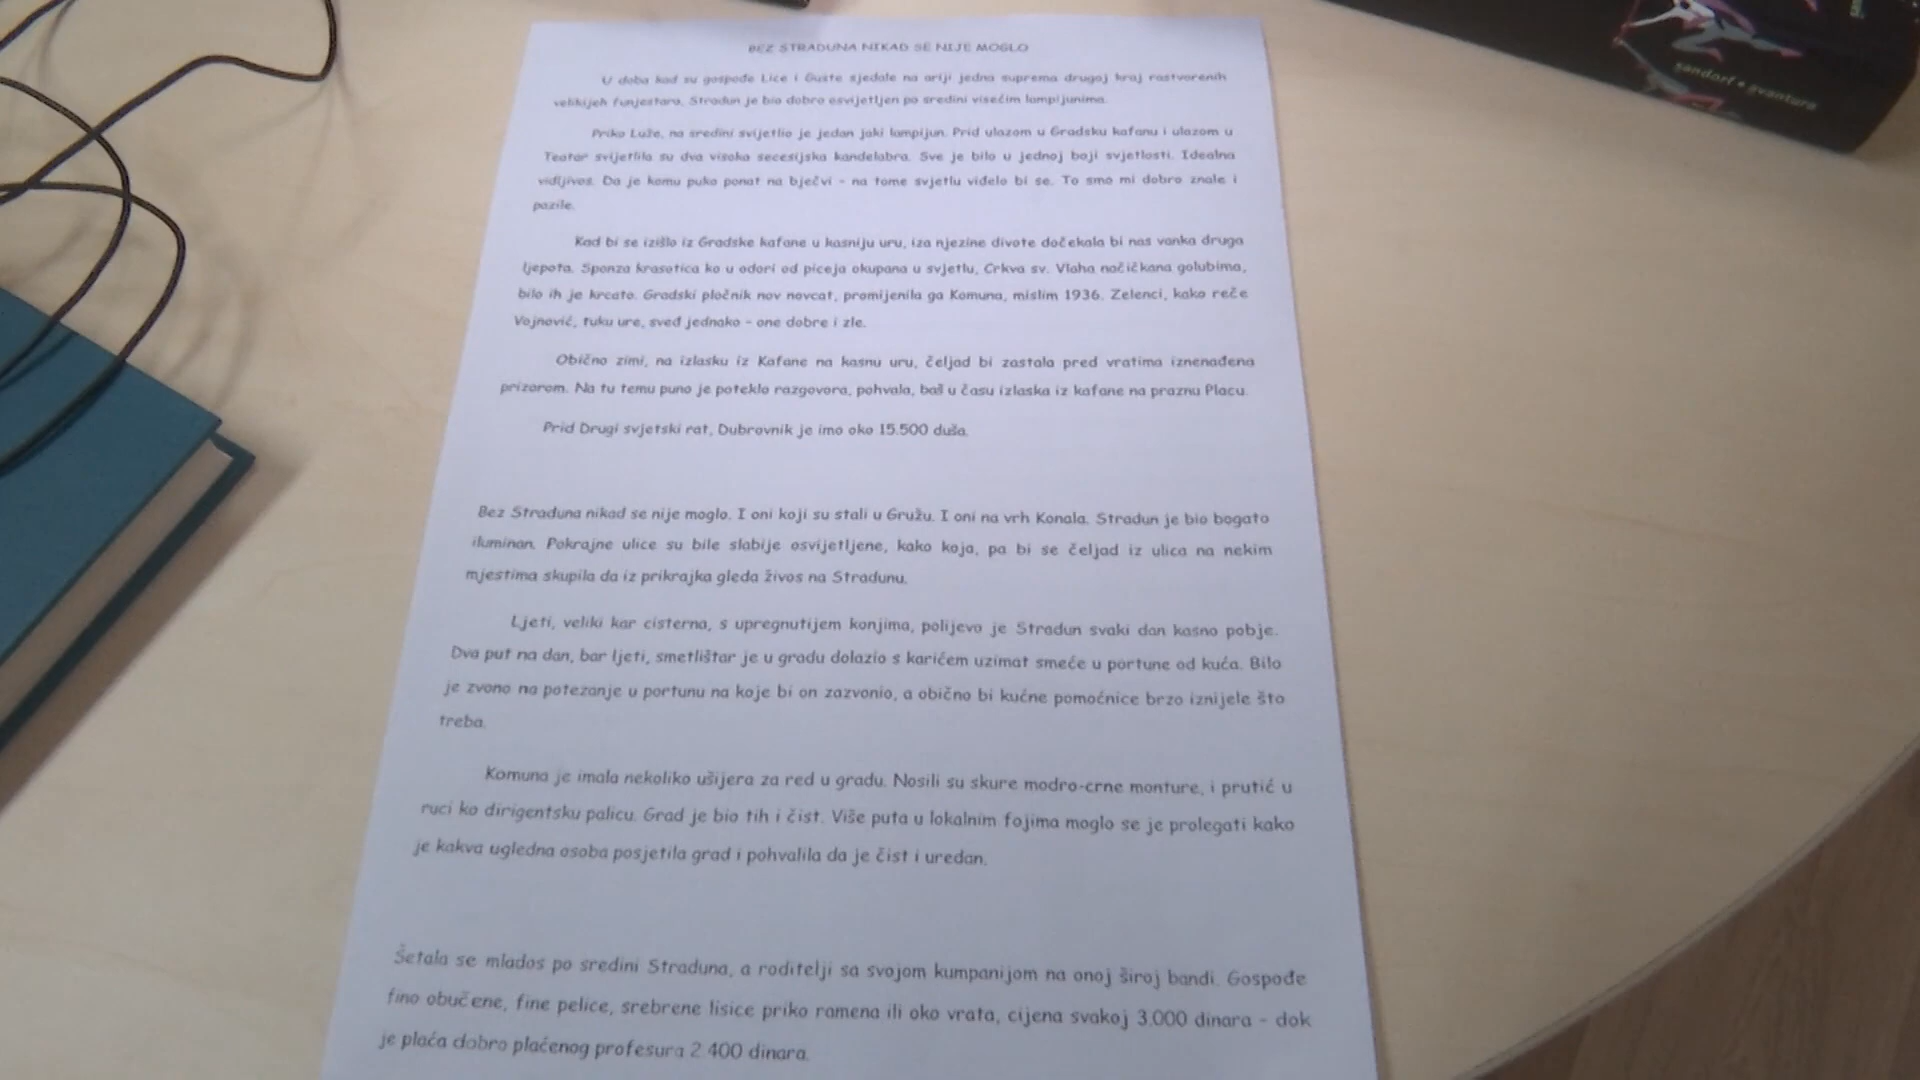 BEZ STRADUNA NIKAD SE NIJE MOGLO
U doba kad su gospođe Lice i Guste sjedale na ariji jedna suprema drugoj kraj rastvorenih
velikijeh funjestara, Stradun je bio dobro osvijetljen po sredini visećim lampijunima.
Priko Luže, na sredini svijetlio je jedan jaki lampijun. Prid ulazom u Gradsku kafanu i ulazom u
Teatar svijetlila su dva visoka secesijska kandelabra. Sve je bilo u jednoj boji svjetlosti. Idealna
vidljivos. Da je komu puko ponat na bječvi – na tome svjetlu viđelo bi se. To smo mi dobro znale i
pazile.
Kad bi se izišlo iz Gradske kafane u kasniju uru, iza njezine divote dočekala bi nas vanka druga
ljepota. Sponza krasotica ko u odori od piceja okupana u svjetlu, Crkva sv. Vlaha načičkana golubima,
bilo ih je krcato. Gradski pločnik nov novcat, promijenila ga Komuna, mislim 1936. Zelenci, kako reče
Vojnović, tuku ure, sveđ jednako – one dobre i zle.
Obično zimi, na izlasku iz Kafane na kasnu uru, čeljad bi zastala pred vratima iznenađena
prizorom. Na tu temu puno je poteklo razgovora, pohvala, baš u času izlaska iz kafane na praznu Placu.
Prid Drugi svjetski rat, Dubrovnik je imo oko 15.500 duša.
Bez Straduna nikad se nije moglo. I oni koji su stali u Gružu. I oni na vrh Konala. Stradun je bio bogato
iluminan. Pokrajne ulice su bile slabije osvijetljene, kako koja, pa bi se čeljad iz ulica na nekim
mjestima skupila da iz prikrajka gleda živos na Stradunu.
Ljeti, veliki kar cisterna, s upregnutijem konjima, polijevo je Stradun svaki dan kasno pobje.
Dva put na dan, bar ljeti, smetlištar je u gradu dolazio s karićem uzimat smeće u portune od kuća. Bilo
je zvono na potezanje u portunu na koje bi on zazvonio, a obično bi kućne pomoćnice brzo iznijele što
treba.
Komuna je imala nekoliko ušijera za red u gradu. Nosili su skure modro-crne monture, i prutić u
ruci ko dirigentsku palicu. Grad je bio tih i čist. Više puta u lokalnim fojima moglo se je prolegati kako
je kakva ugledna osoba posjetila grad i pohvalila da je čist i uredan.
Šetala se mlados po sredini Straduna, a roditelji sa svojom kumpanijom na onoj široj bandi. Gospođe
fino obučene, fine pelice, srebrene lisice priko ramena ili oko vrata, cijena svakoj 3.000 dinara – dok
je plaća dobro plaćenog profesura 2.400 dinara.
sandorf • avantura